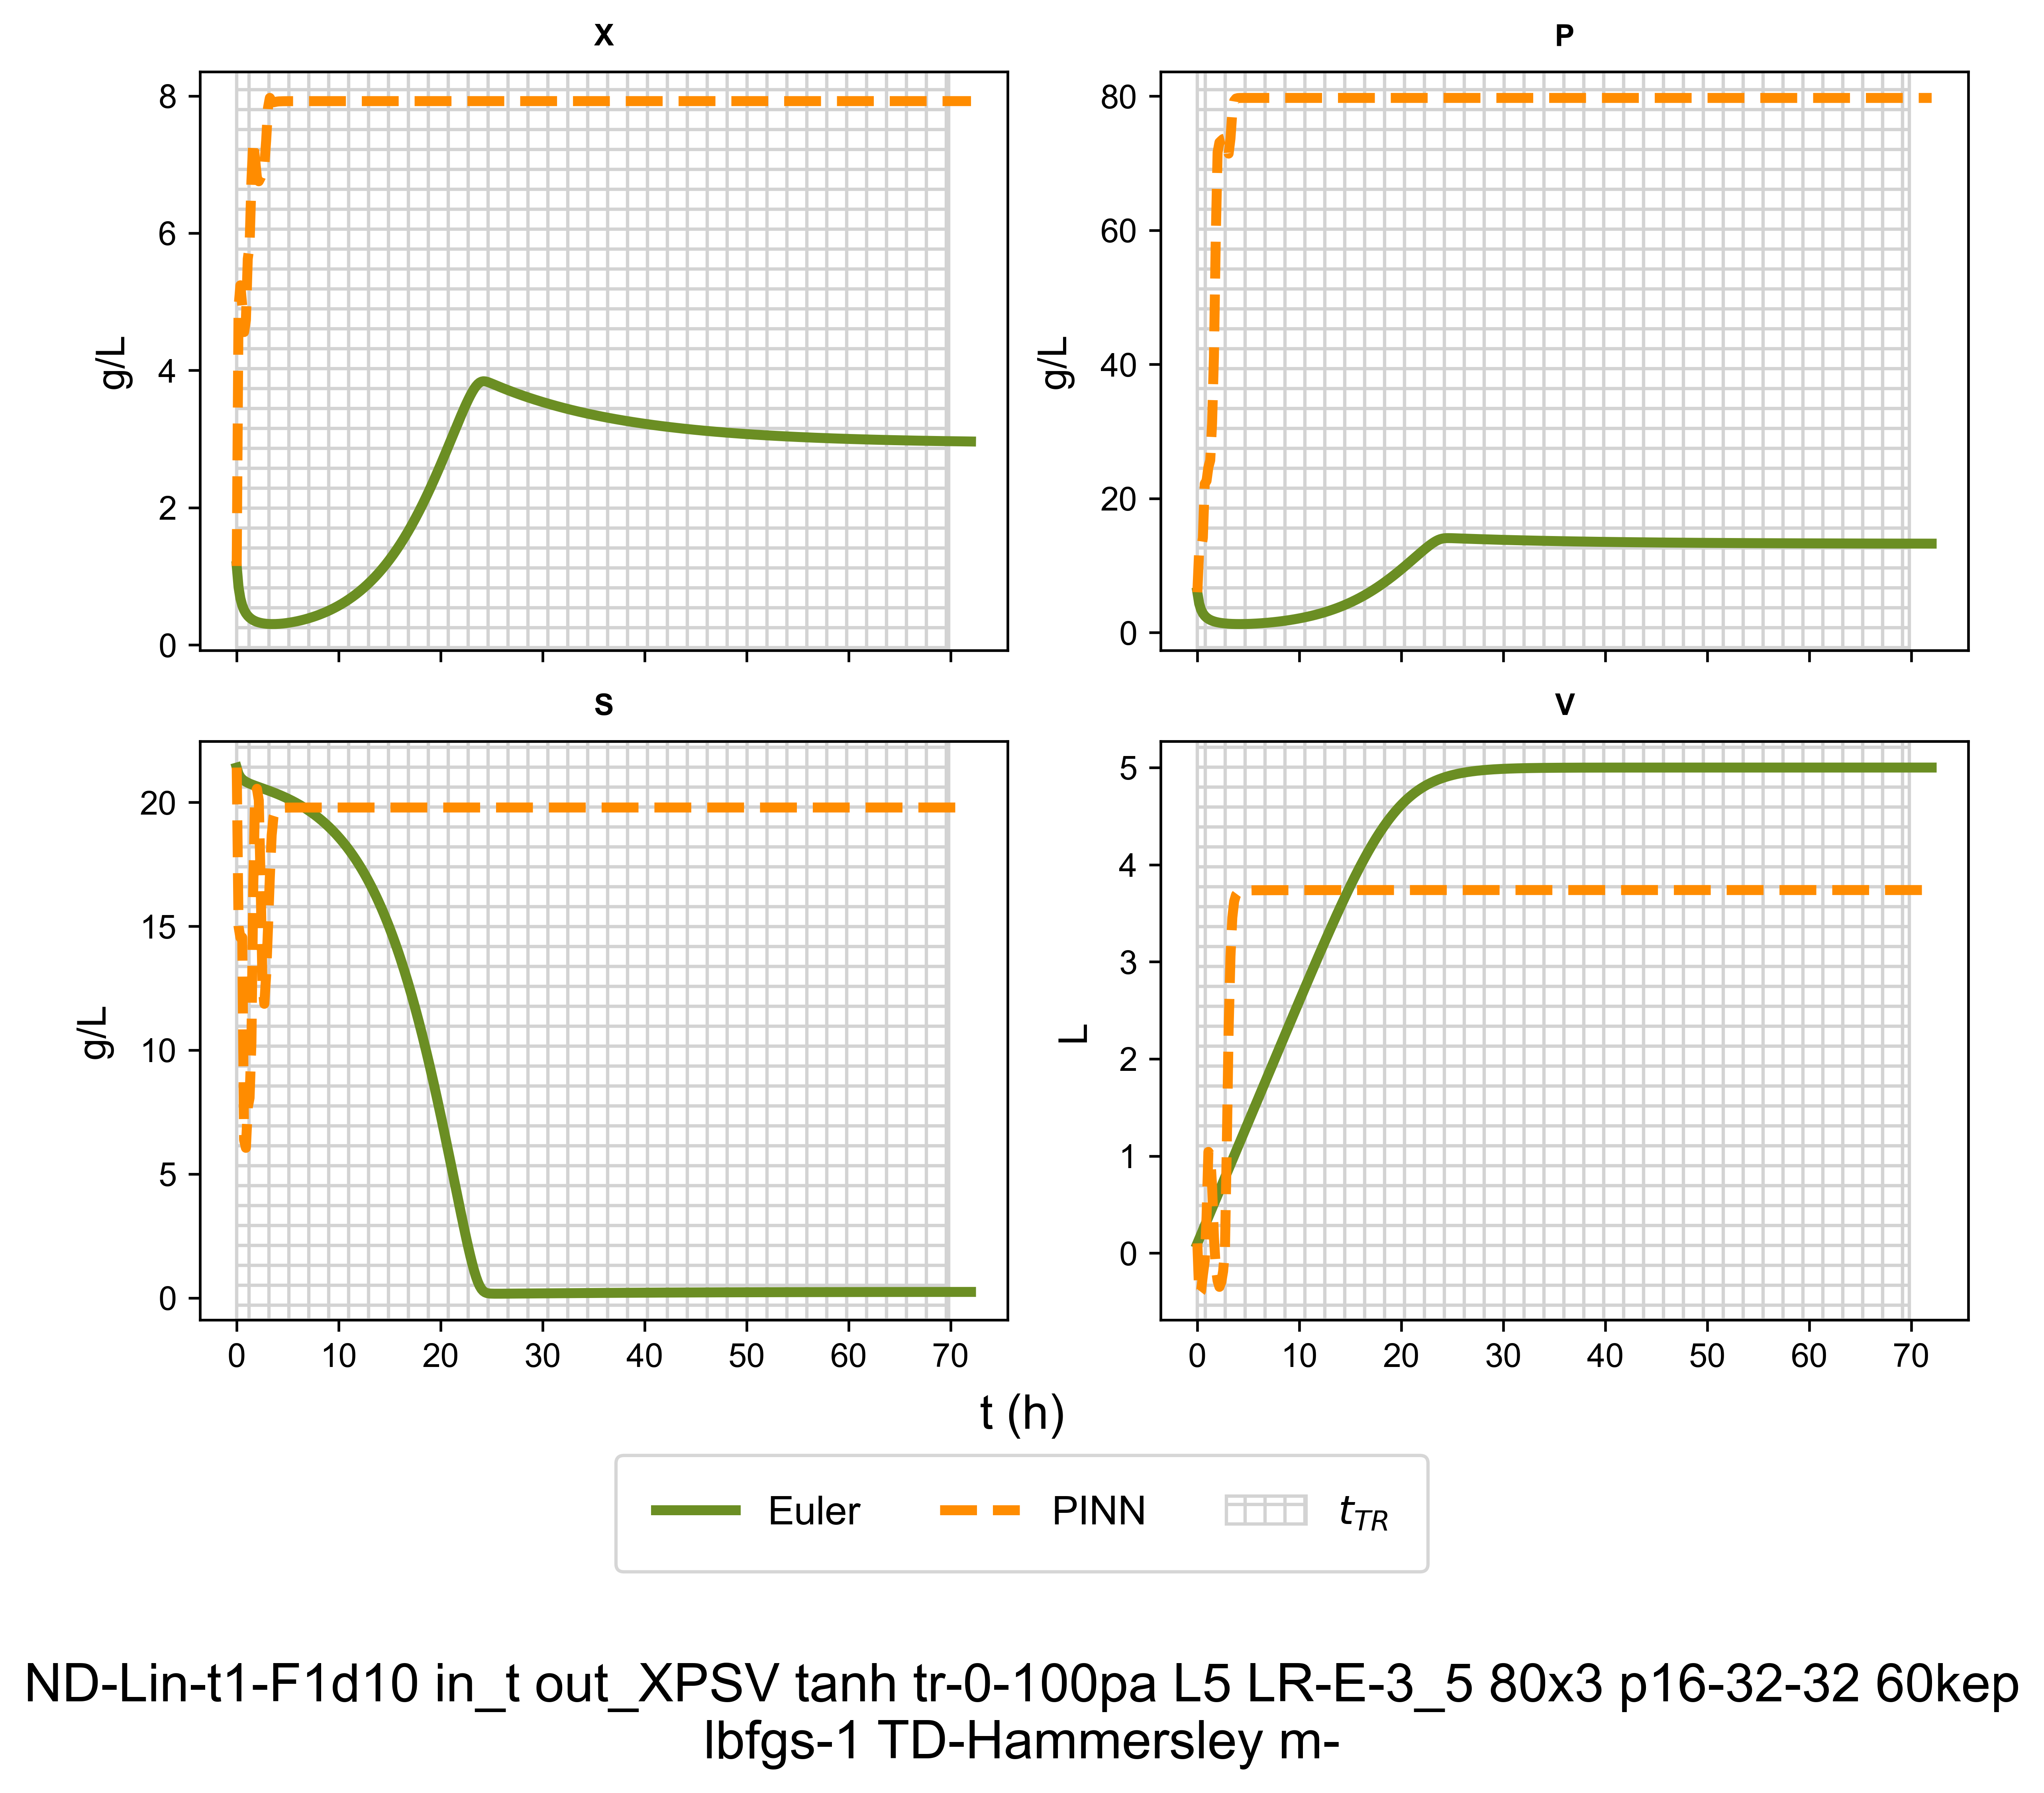 X
P
8
6
4
2
0
g/L
80
60
40
20
0
g/L
S
V
20
15
10
5
0
g/L
0 10 20 30 40 50 60 70
5
4
3
2
1
0
L
0 10 20 30 40 50 60 70
t (h)
Euler PINN t_TR
ND-Lin-t1-F1d10 in_t out_XPSV tanh tr-0-100pa L5 LR-E-3_5 80x3 p16-32-32 60kep
lbfgs-1 TD-Hammersley m-